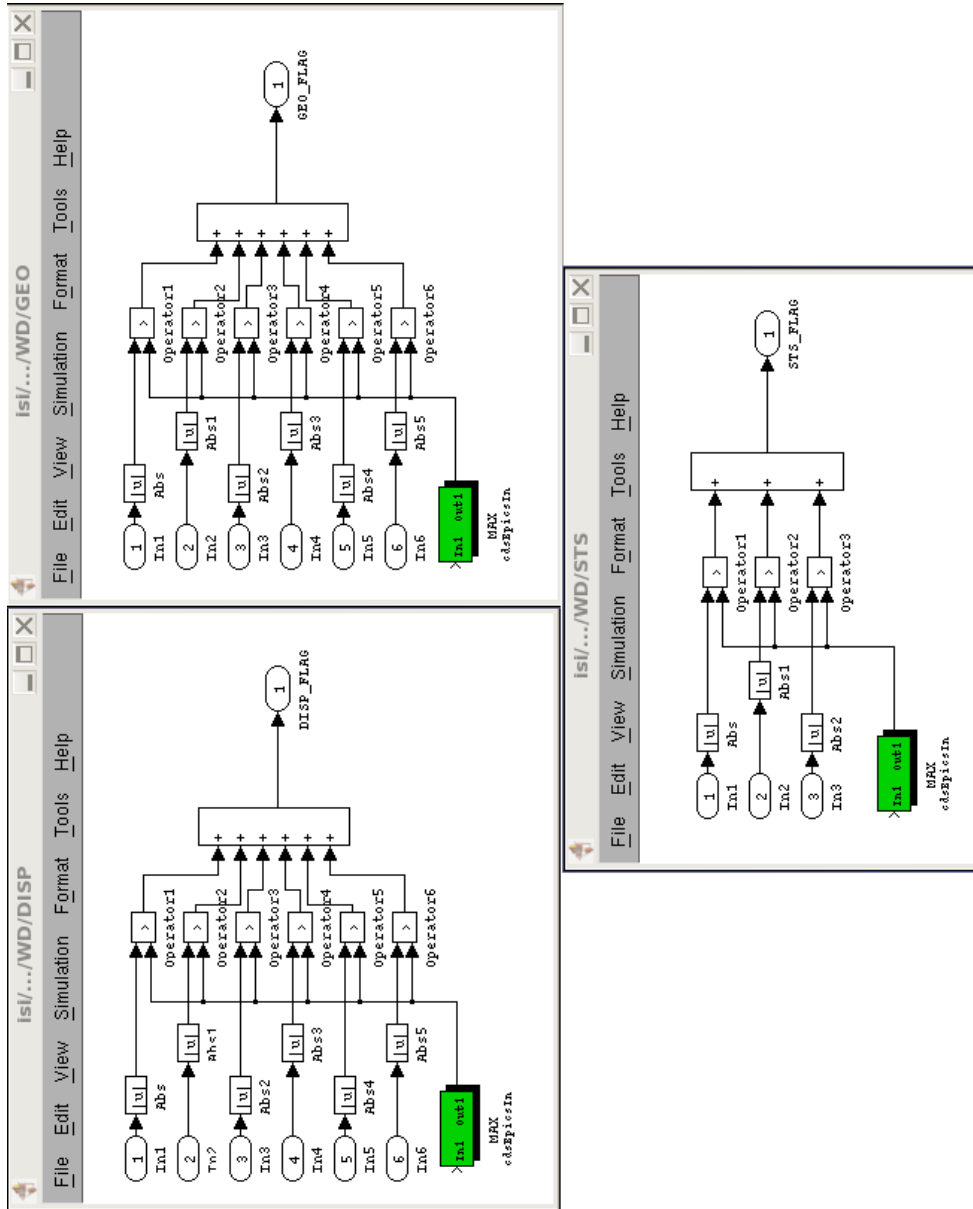 isi/.../WD/DISP
File Edit View Simulation Format Tools Help
1
In1
|u|
Abs
>
Operator1
2
In2
|u|
Abs1
>
Operator2
3
In3
|u|
Abs2
>
Operator3
4
In4
|u|
Abs3
>
Operator4
5
In5
|u|
Abs4
>
Operator5
6
In6
|u|
Abs5
>
Operator6
+
+
+
+
+
+
1
DISP_FLAG
In1 Out1
MAX
cdsEpicsIn
isi/.../WD/GEO
File Edit View Simulation Format Tools Help
1
In1
|u|
Abs
>
Operator1
2
In2
|u|
Abs1
>
Operator2
3
In3
|u|
Abs2
>
Operator3
4
In4
|u|
Abs3
>
Operator4
5
In5
|u|
Abs4
>
Operator5
6
In6
|u|
Abs5
>
Operator6
+
+
+
+
+
+
1
GEO_FLAG
In1 Out1
MAX
cdsEpicsIn
isi/.../WD/STS
File Edit View Simulation Format Tools Help
1
In1
|u|
Abs
>
Operator1
2
In2
|u|
Abs1
>
Operator2
3
In3
|u|
Abs2
>
Operator3
+
+
+
1
STS_FLAG
In1 Out1
MAX
cdsEpicsIn